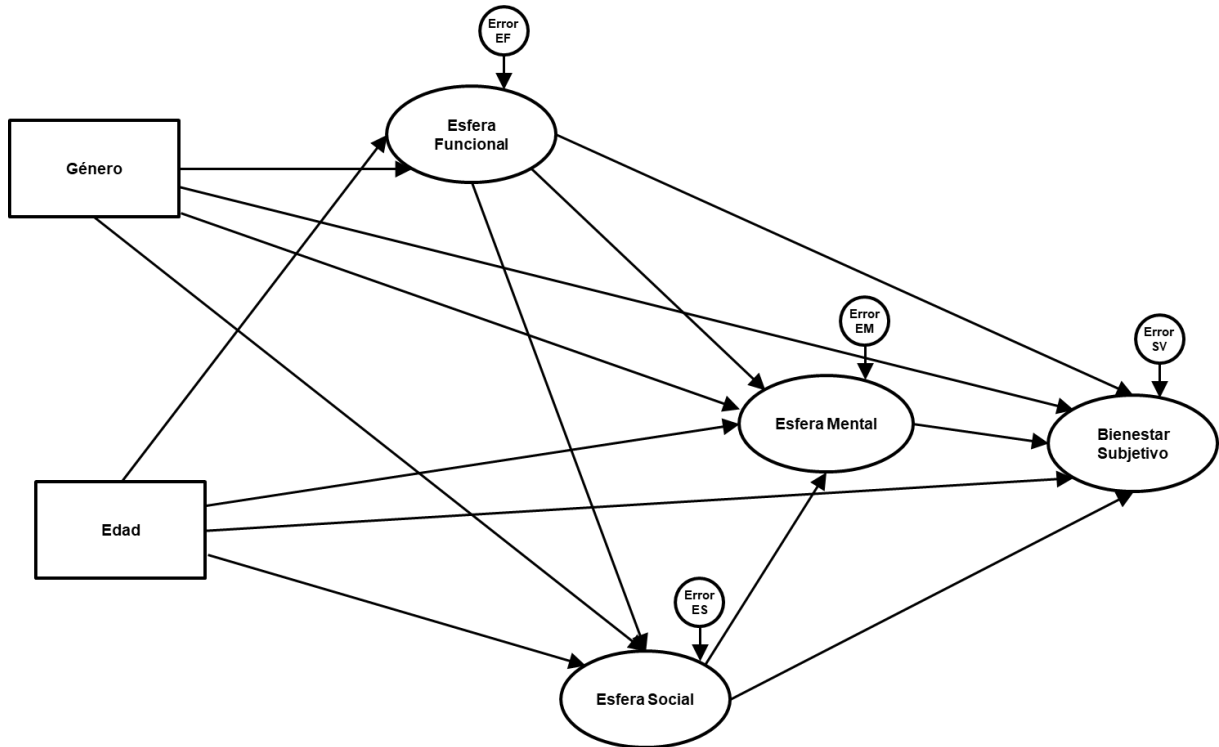 Error
EF
Esfera
Funcional
Género
Error
EM
Error
SV
Esfera Mental
Bienestar
Subjetivo
Edad
Error
ES
Esfera Social